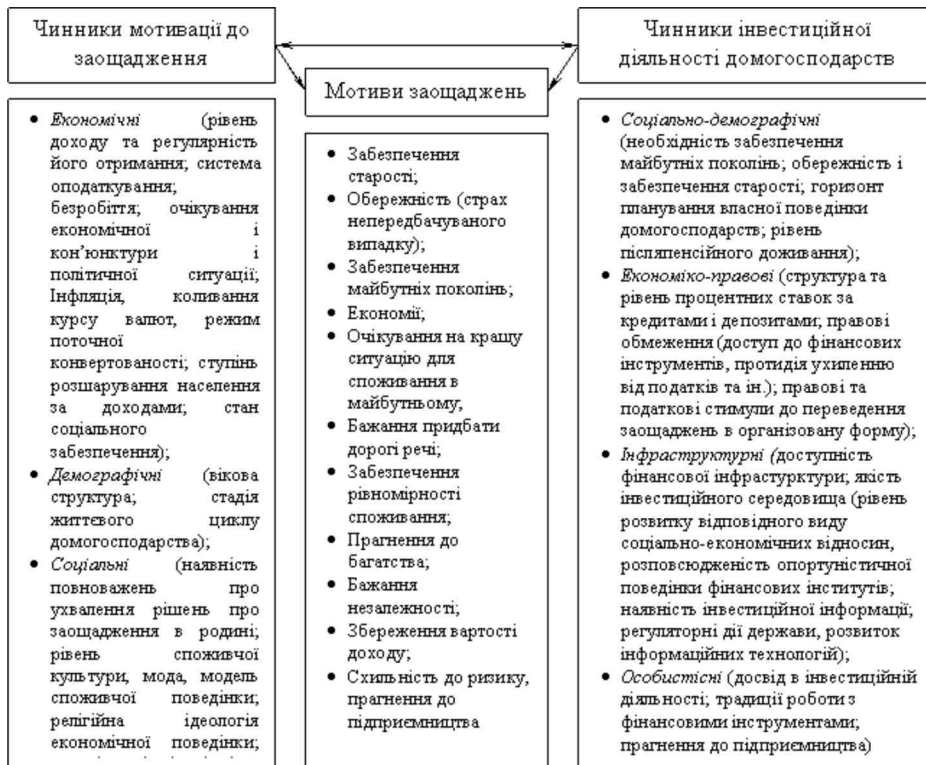 Чинники мотивації до
заощадження
Мотиви заощаджень
Чинники інвестиційної
діяльності домогосподарств
• Економічні (рівень
доходу та регулярність
його отримання; система
оподаткування;
безробіття; очікування
економічної і
кон’юнктури і
політичної ситуації;
Інфляція, коливання
курсу валют, режим
поточної
конвертованості; ступінь
розшарування населення
за доходами; стан
соціального
забезпечення);
• Демографічні (вікова
структура; стадія
життєвого циклу
домогосподарства);
• Соціальні (наявність
повноважень про
ухвалення рішень про
заощадження в родині;
рівень споживчої
культури, мода, модель
споживчої поведінки;
релігійна ідеологія
економічної поведінки;
• Забезпечення
старості;
• Обережність (страх
непередбачуваного
випадку);
• Забезпечення
майбутніх поколінь;
• Економії;
• Очікування на кращу
ситуацію для
споживання в
майбутньому;
• Бажання придбати
дорогі речі;
• Забезпечення
рівномірності
споживання;
• Прагнення до
багатства;
• Бажання
незалежності;
• Збереження вартості
доходу;
• Схильність до ризику,
прагнення до
підприємництва
• Соціально-демографічні
(необхідність забезпечення
майбутніх поколінь; обережність і
забезпечення старості; горизонт
планування власної поведінки
домогосподарств; рівень
післяпенсійного доживання);
• Економіко-правові (структура та
рівень процентних ставок за
кредитами і депозитами; правові
обмеження (доступ до фінансових
інструментів, протидія ухиленню
від податків та ін.); правові та
податкові стимули до переведення
заощаджень в організовану форму);
• Інфраструктурні (доступність
фінансової інфраструртури; якість
інвестиційного середовища (рівень
розвитку відповідного виду
соціально-економічних відносин,
розповсюдженість опортуністичної
поведінки фінансових інститутів;
наявність інвестиційної інформації;
регуляторні дії держави, розвиток
інформаційних технологій);
• Особистісні (досвід в інвестиційній
діяльності; традиції роботи з
фінансовими інструментами;
прагнення до підприємництва)